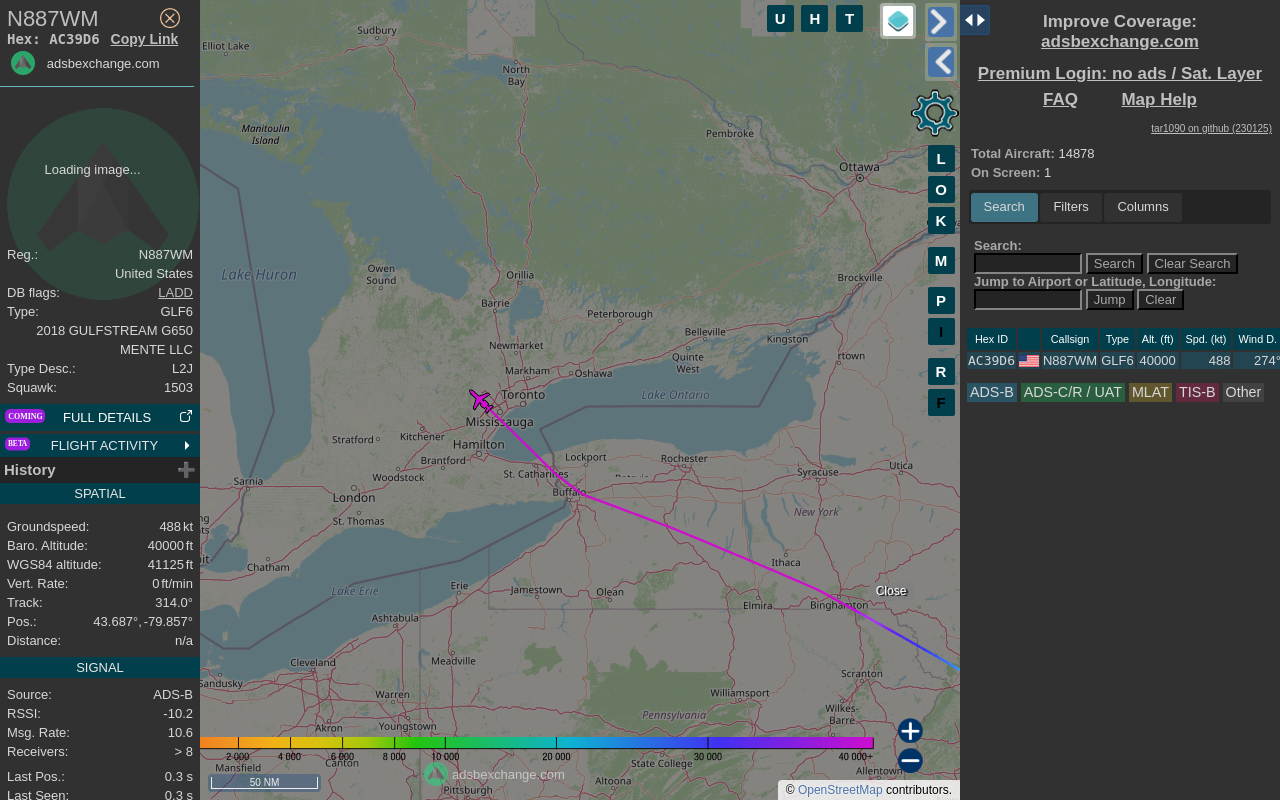 N887WM
Hex: AC39D6 Copy Link
adsbexchange.com
Loading image...
Reg.: N887WM
United States
DB flags: LADD
Type: GLF6
2018 GULFSTREAM G650
MENTE LLC
Type Desc.: L2J
Squawk: 1503
COMING FULL DETAILS
BETA FLIGHT ACTIVITY
History
SPATIAL
Groundspeed: 488 kt
Baro. Altitude: 40000 ft
WGS84 altitude: 41125 ft
Vert. Rate: 0 ft/min
Track: 314.0°
Pos.: 43.687°, -79.857°
Distance: n/a
SIGNAL
Source: ADS-B
RSSI: -10.2
Msg. Rate: 10.6
Receivers: > 8
Last Pos.: 0.3 s
Last Seen: 0.3 s
U H T
L
O
K
M
P
I
R
F
Elliot Lake
Sudbury
North
Bay
Manitoulin
Island
Pembroke
Ottawa
Lake Huron
Owen
Sound
Orillia
Barrie
Brockville
Peterborough
Belleville
Kingston
Newmarket
Quinte
West
rtown
Markham
Oshawa
Toronto
Lake Ontario
Mississauga
Stratford
Kitchener
Hamilton
Brantford
Lockport
Rochester
Syracuse
Utica
St. Catharines
Woodstock
Sarnia
London
Buffalo
New York
St. Thomas
Chatham
Ithaca
Lake Erie
Erie
Jamestown
Olean
Close
Elmira
Binghamton
Ashtabula
Cleveland
Meadville
Scranton
Sandusky
Warren
Williamsport
Wilkes-
Barre
Pennsylvania
Akron
Youngstown
2 000 4 000 6 000 8 000 10 000 20 000 30 000 40 000+
Mansfield
Canton
State College
Allentown
Altoona
Pittsburgh
50 NM
adsbexchange.com
© OpenStreetMap contributors.
Improve Coverage:
adsbexchange.com
Premium Login: no ads / Sat. Layer
FAQ Map Help
tar1090 on github (230125)
Total Aircraft: 14878
On Screen: 1
Search Filters Columns
Search:
Search Clear Search
Jump to Airport or Latitude, Longitude:
Jump Clear
Hex ID Callsign Type Alt. (ft) Spd. (kt) Wind D.
AC39D6 N887WM GLF6 40000 488 274°
ADS-B ADS-C/R / UAT MLAT TIS-B Other